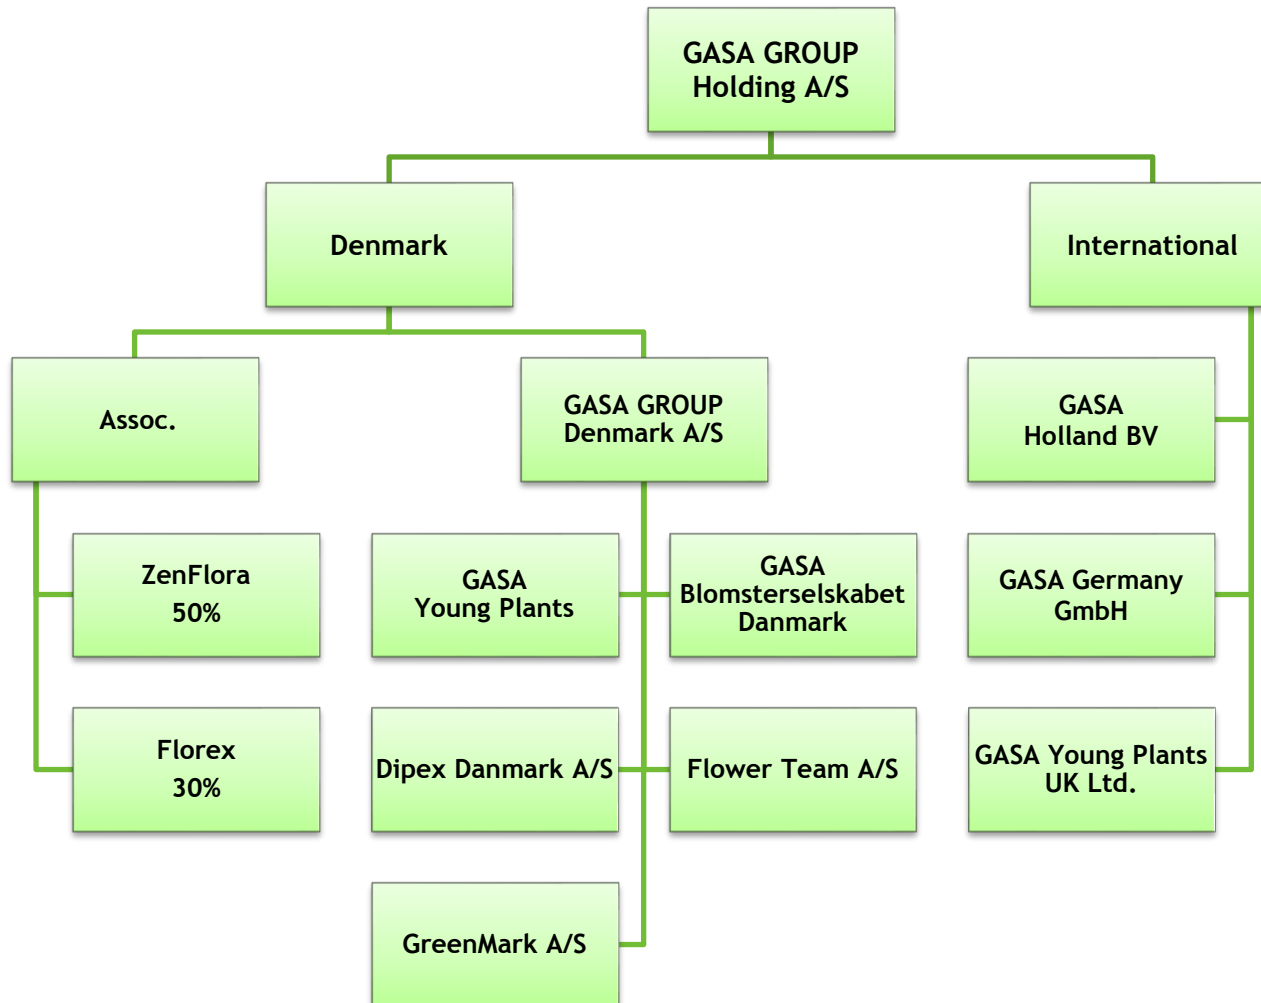 GASA GROUP
Holding A/S
Denmark
International
Assoc.
GASA GROUP
Denmark A/S
GASA
Holland BV
ZenFlora
50%
GASA
Young Plants
GASA
Blomsterselskabet
Danmark
GASA Germany
GmbH
Florex
30%
Dipex Danmark A/S
Flower Team A/S
GASA Young Plants
UK Ltd.
GreenMark A/S